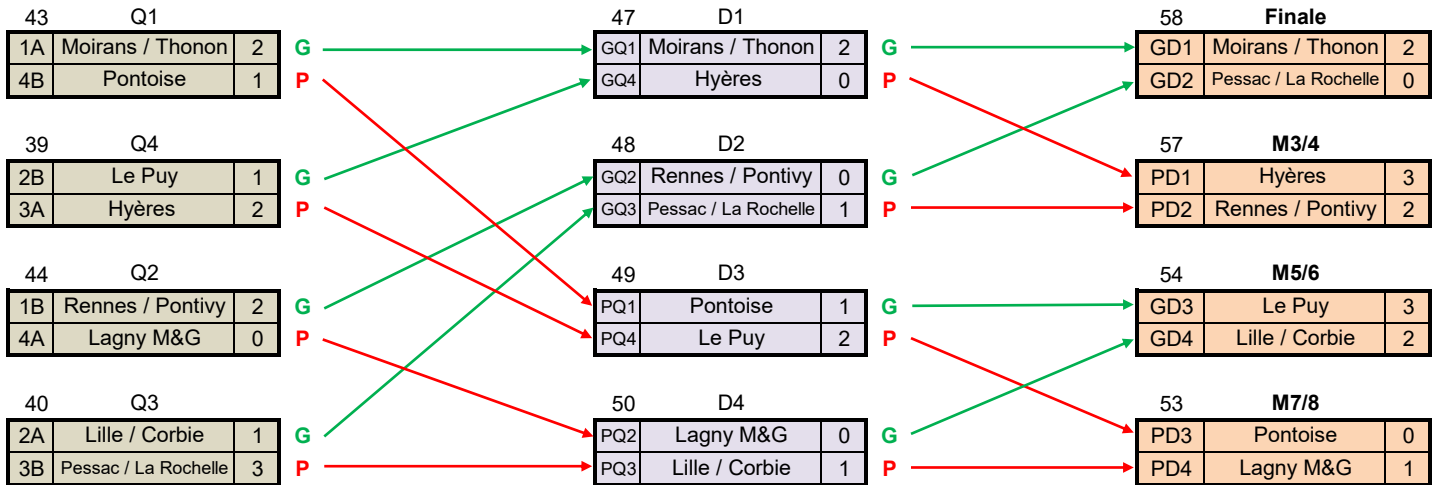 43 Q1 47 D1 58 Finale
1A Moirans / Thonon 2 G GQ1 Moirans / Thonon 2 G GD1 Moirans / Thonon 2
4B Pontoise 1 P GQ4 Hyères 0 P GD2 Pessac / La Rochelle 0
39 Q4 48 D2 57 M3/4
2B Le Puy 1 G GQ2 Rennes / Pontivy 0 G PD1 Hyères 3
3A Hyères 2 P GQ3 Pessac / La Rochelle 1 P PD2 Rennes / Pontivy 2
44 Q2 49 D3 54 M5/6
1B Rennes / Pontivy 2 G PQ1 Pontoise 1 G GD3 Le Puy 3
4A Lagny M&G 0 P PQ4 Le Puy 2 P GD4 Lille / Corbie 2
40 Q3 50 D4 53 M7/8
2A Lille / Corbie 1 G PQ2 Lagny M&G 0 G PD3 Pontoise 0
3B Pessac / La Rochelle 3 P PQ3 Lille / Corbie 1 P PD4 Lagny M&G 1